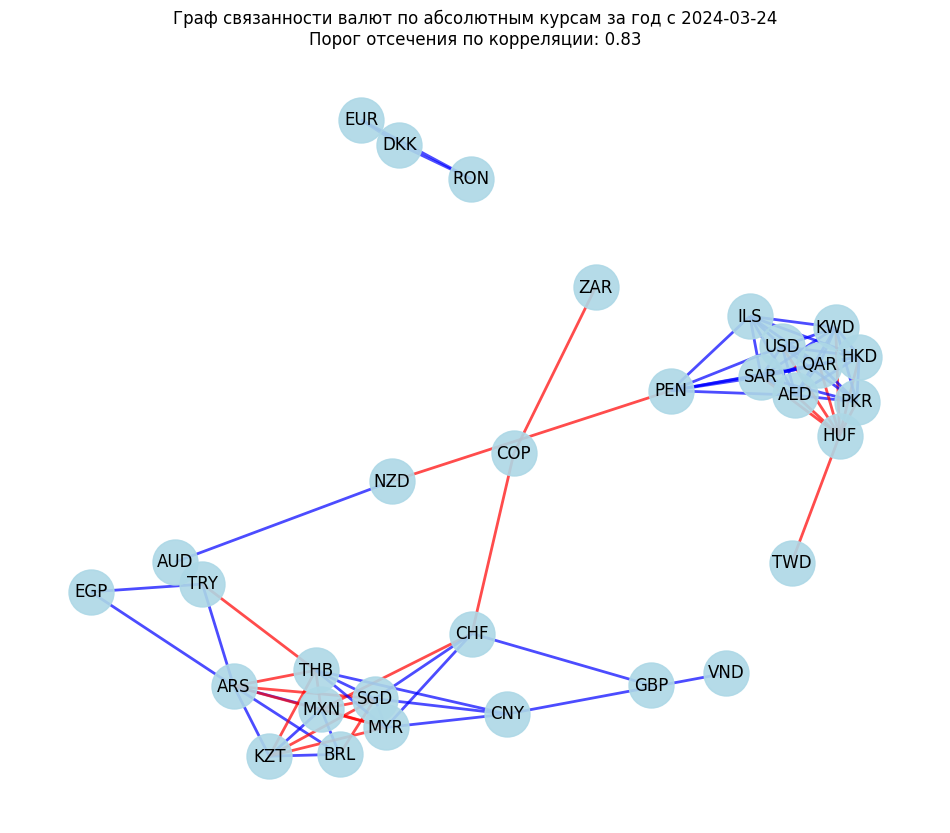 Граф связанности валют по абсолютным курсам за год с 2024-03-24
Порог отсечения по корреляции: 0.83
EUR
DKK
RON
ZAR
ILS
KWD
USD
HKD
QAR
SAR
PEN
AED
PKR
HUF
COP
NZD
AUD
TWD
TRY
EGP
CHF
THB
VND
GBP
ARS
SGD
MXN
CNY
MYR
BRL
KZT